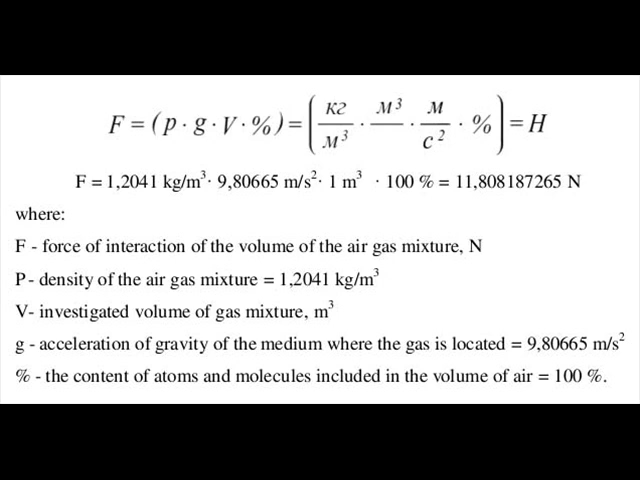 F = ( p · g · V · % ) = ( кг/м³ · м³/ · м/с² · % ) = H
F = 1,2041 kg/m³· 9,80665 m/s²· 1 m³ · 100 % = 11,808187265 N
where:
F - force of interaction of the volume of the air gas mixture, N
P- density of the air gas mixture = 1,2041 kg/m³
V- investigated volume of gas mixture, m³
g - acceleration of gravity of the medium where the gas is located = 9,80665 m/s²
% - the content of atoms and molecules included in the volume of air = 100 %.